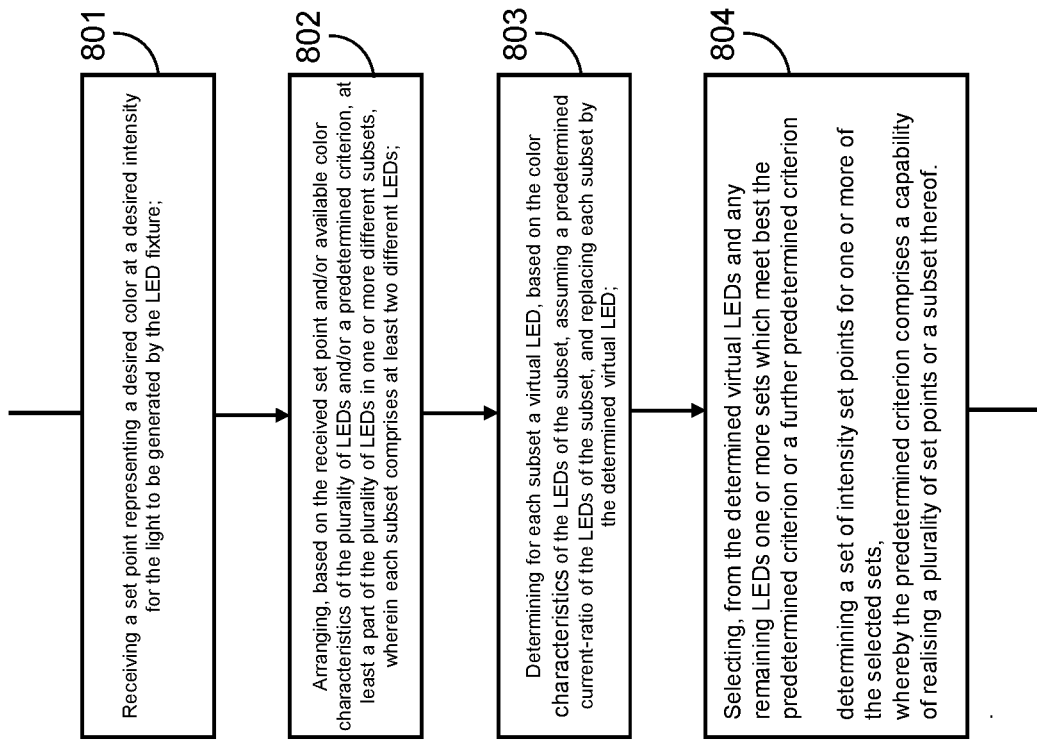 801
Receiving a set point representing a desired color at a desired intensity
for the light to be generated by the LED fixture;
802
Arranging, based on the received set point and/or available color
characteristics of the plurality of LEDs and/or a predetermined criterion, at
least a part of the plurality of LEDs in one or more different subsets,
wherein each subset comprises at least two different LEDs;
803
Determining for each subset a virtual LED, based on the color
characteristics of the LEDs of the subset, assuming a predetermined
current-ratio of the LEDs of the subset, and replacing each subset by
the determined virtual LED;
804
Selecting, from the determined virtual LEDs and any
remaining LEDs one or more sets which meet best the
predetermined criterion or a further predetermined criterion
determining a set of intensity set points for one or more of
the selected sets,
whereby the predetermined criterion comprises a capability
of realising a plurality of set points or a subset thereof.